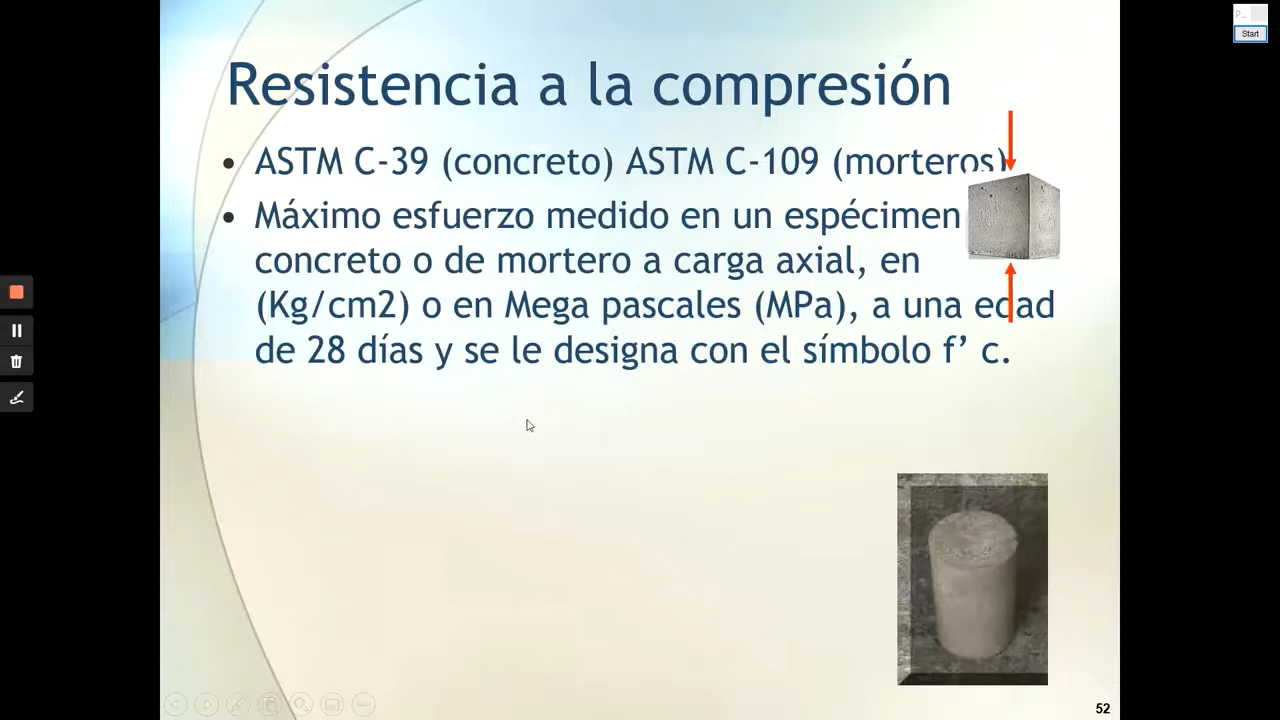 Resistencia a la compresión
• ASTM C-39 (concreto) ASTM C-109 (morteros)
• Máximo esfuerzo medido en un espécimen
concreto o de mortero a carga axial, en
(Kg/cm2) o en Mega pascales (MPa), a una edad
de 28 días y se le designa con el símbolo f’ c.
52
P...
Start